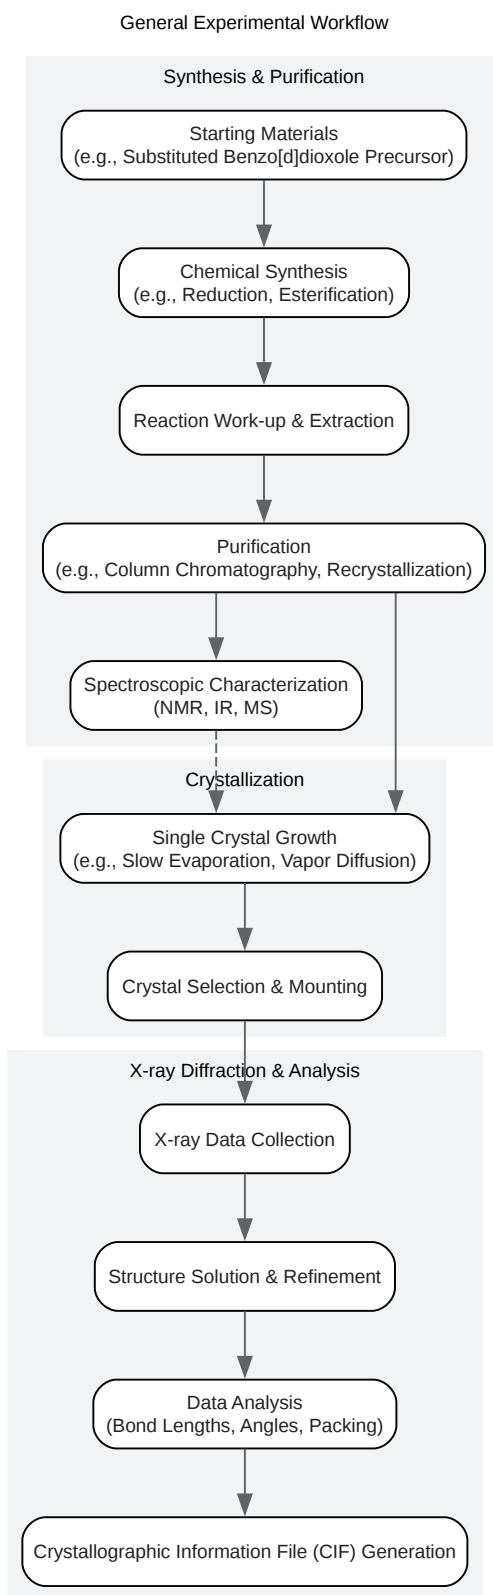 General Experimental Workflow
Synthesis & Purification
Starting Materials
(e.g., Substituted Benzo[d]dioxole Precursor)
Chemical Synthesis
(e.g., Reduction, Esterification)
Reaction Work-up & Extraction
Purification
(e.g., Column Chromatography, Recrystallization)
Spectroscopic Characterization
(NMR, IR, MS)
Crystallization
Single Crystal Growth
(e.g., Slow Evaporation, Vapor Diffusion)
Crystal Selection & Mounting
X-ray Diffraction & Analysis
X-ray Data Collection
Structure Solution & Refinement
Data Analysis
(Bond Lengths, Angles, Packing)
Crystallographic Information File (CIF) Generation